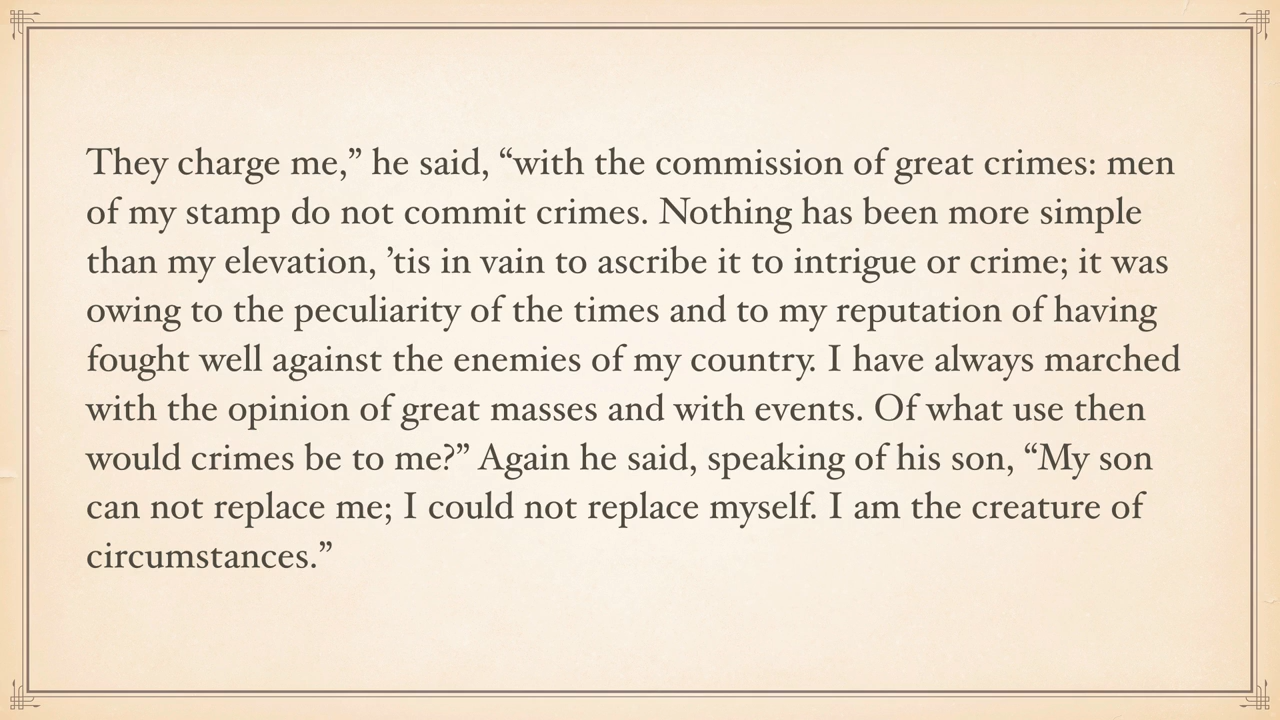 They charge me,” he said, “with the commission of great crimes: men
of my stamp do not commit crimes. Nothing has been more simple
than my elevation, ’tis in vain to ascribe it to intrigue or crime; it was
owing to the peculiarity of the times and to my reputation of having
fought well against the enemies of my country. I have always marched
with the opinion of great masses and with events. Of what use then
would crimes be to me?” Again he said, speaking of his son, “My son
can not replace me; I could not replace myself. I am the creature of
circumstances.”